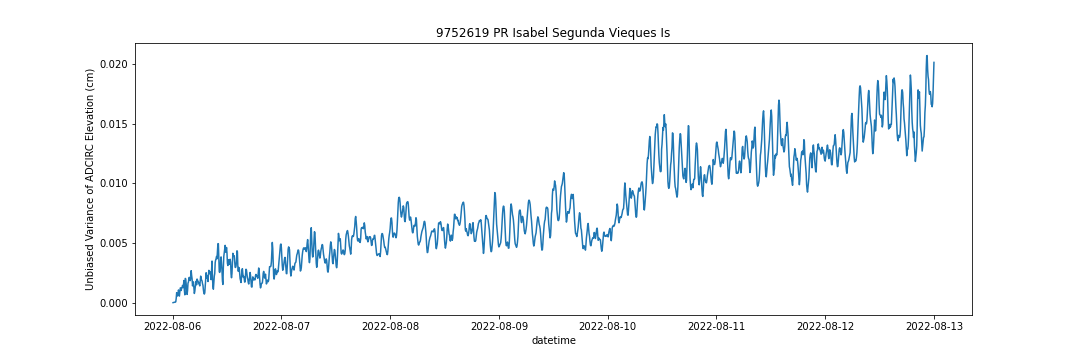 9752619 PR Isabel Segunda Vieques Is
Unbiased Variance of ADCIRC Elevation (cm)
0.020
0.015
0.010
0.005
0.000
2022-08-06 2022-08-07 2022-08-08 2022-08-09 2022-08-10 2022-08-11 2022-08-12 2022-08-13
datetime